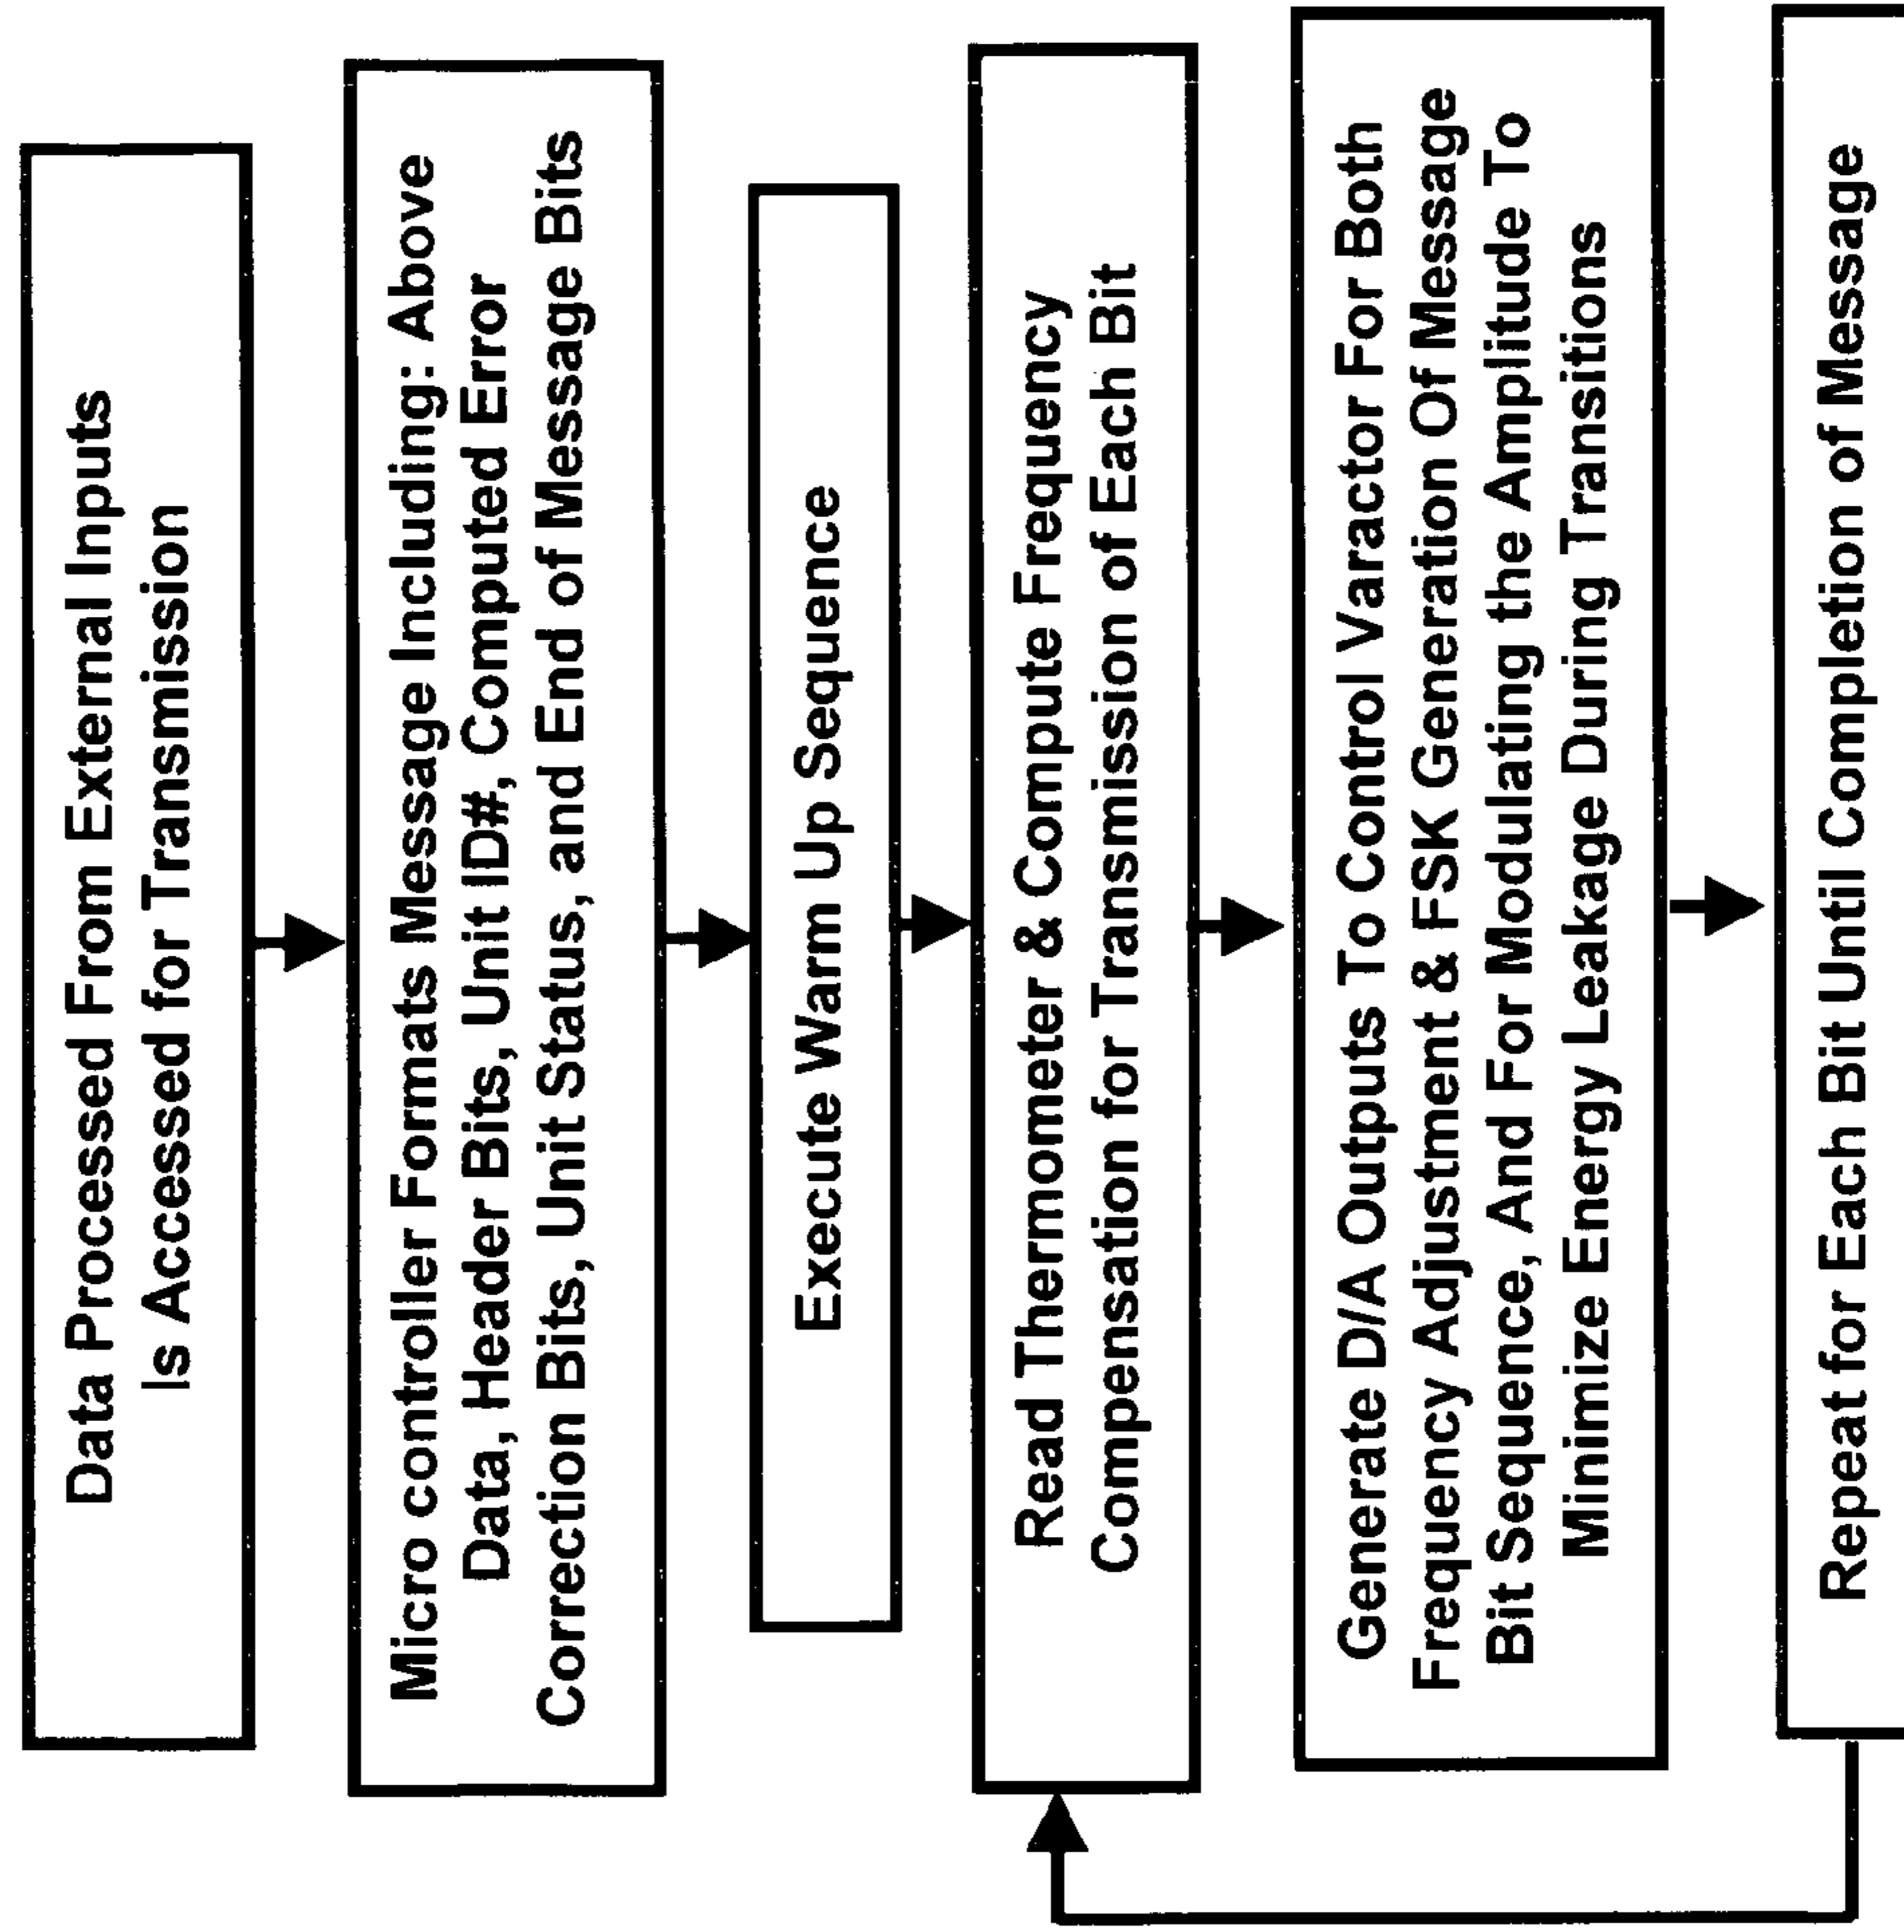 Data Processed From External Inputs
Is Accessed for Transmission
Micro controller Formats Message Including: Above
Data, Header Bits, Unit ID#, Computed Error
Correction Bits, Unit Status, and End of Message Bits
Execute Warm Up Sequence
Read Thermometer & Compute Frequency
Compensation for Transmission of Each Bit
Generate D/A Outputs To Control Varactor For Both
Frequency Adjustment & FSK Generation Of Message
Bit Sequence, And For Modulating the Amplitude To
Minimize Energy Leakage During Transitions
Repeat for Each Bit Until Completion of Message